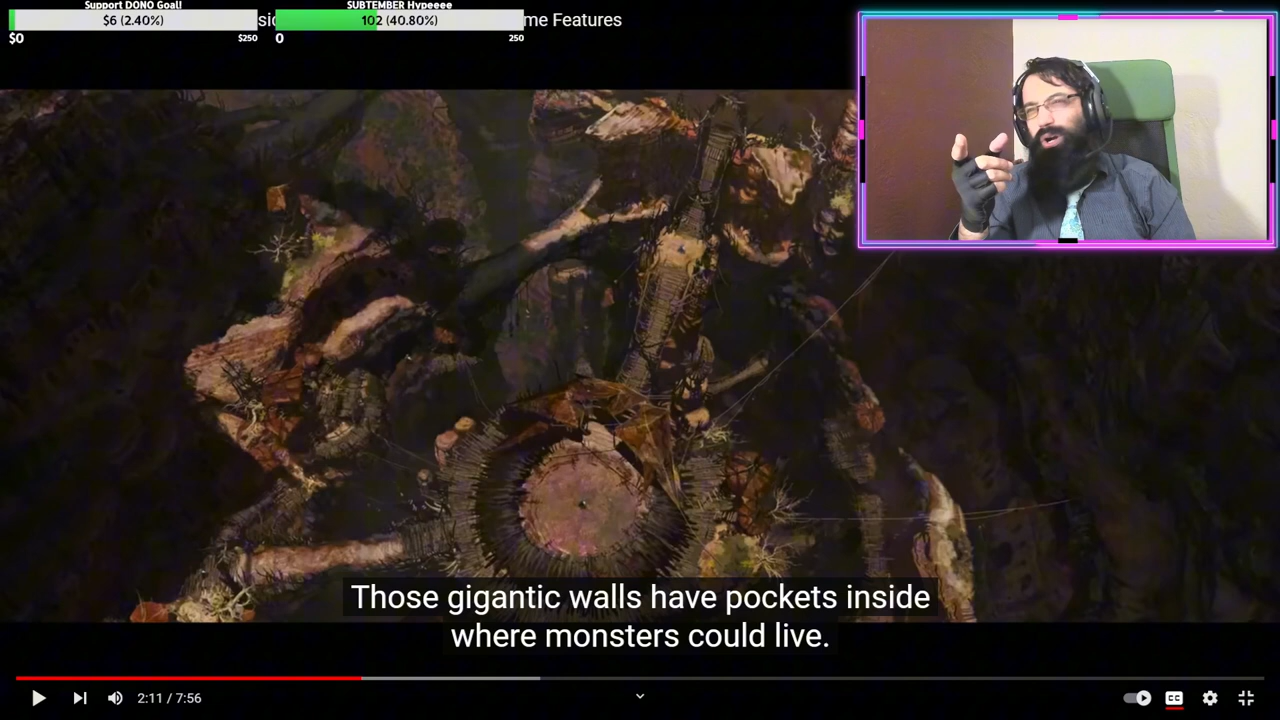 Support DONO Goal!
$6 (2.40%)
$0
$250
SUBTEMBER Hypeeee
102 (40.80%)
0
250
me Features
Those gigantic walls have pockets inside
where monsters could live.
2:11 / 7:56
CC